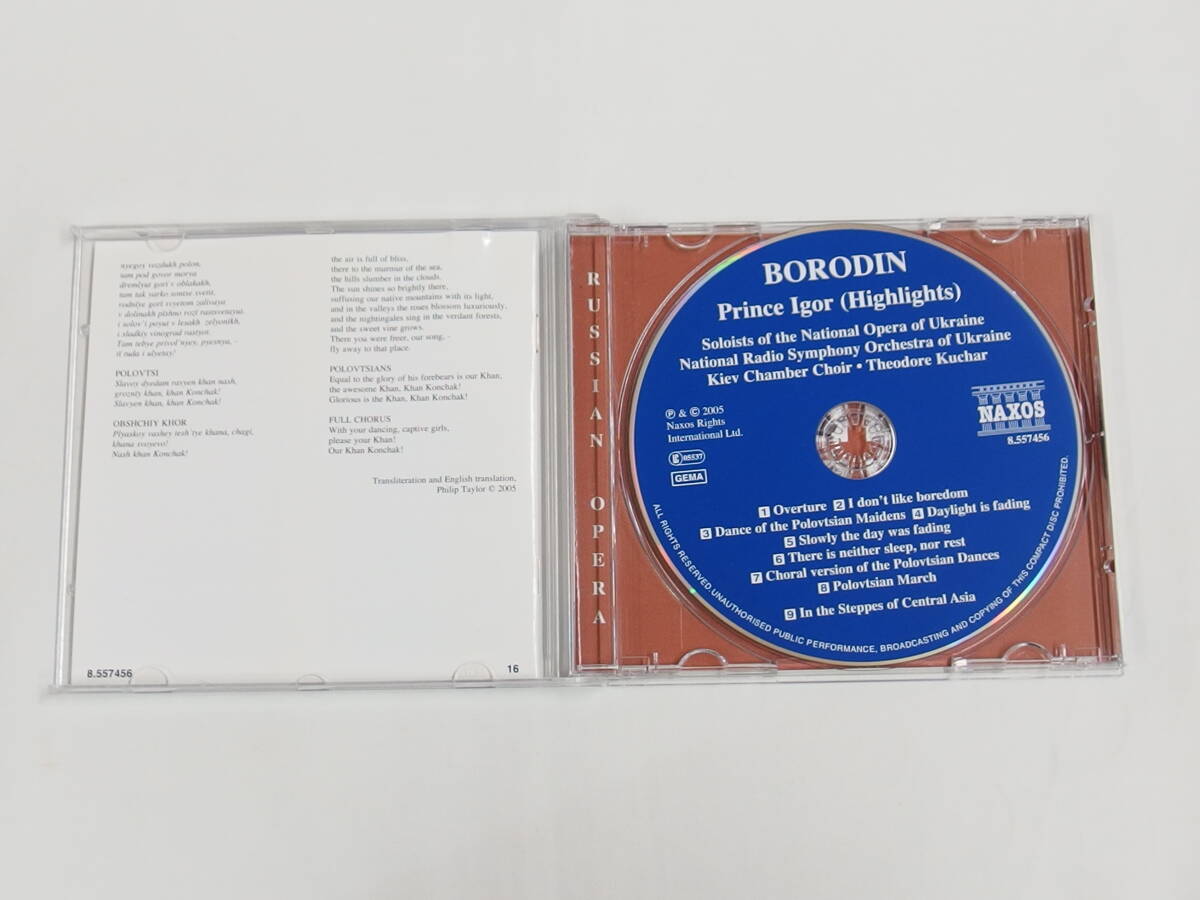 nyegoy vozdukh polon,
tam pod govor morya
dremlyut gorï v oblakakh,
tam tak yarko sontse svetit,
rodnïye gorï svyetom zalivaya
v dolinakh pïshno rozï rastsvetayut,
i solov'i poyut v lesakh zelyonïkh,
i sladkiy vinograd rastyot.
Tam tebye privol'nyey, pyesnya, -
tï tuda i uletay!
POLOVTSI
Slavoy dyedam ravyen khan nash,
groznïy khan, khan Konchak!
Slavyen khan, khan Konchak!
OBSHCHIY KHOR
Plyaskoy vashey tesh'tye khana, chagi,
khana svoyevo!
Nash khan Konchak!
the air is full of bliss,
there to the murmur of the sea,
the hills slumber in the clouds.
The sun shines so brightly there,
suffusing our native mountains with its light,
and in the valleys the roses blossom luxuriously,
and the nightingales sing in the verdant forests,
and the sweet vine grows.
There you were freer, our song, -
fly away to that place.
POLOVTSIANS
Equal to the glory of his forebears is our Khan,
the awesome Khan, Khan Konchak!
Glorious is the Khan, Khan Konchak!
FULL CHORUS
With your dancing, captive girls,
please your Khan!
Our Khan Konchak!
Transliteration and English translation,
Philip Taylor © 2005
8.557456
16
RUSSIAN OPERA
BORODIN
Prince Igor (Highlights)
Soloists of the National Opera of Ukraine
National Radio Symphony Orchestra of Ukraine
Kiev Chamber Choir • Theodore Kuchar
℗ & © 2005
Naxos Rights
International Ltd.
05537
GEMA
NAXOS
8.557456
1 Overture 2 I don't like boredom
3 Dance of the Polovtsian Maidens 4 Daylight is fading
5 Slowly the day was fading
6 There is neither sleep, nor rest
7 Choral version of the Polovtsian Dances
8 Polovtsian March
9 In the Steppes of Central Asia
ALL RIGHTS RESERVED. UNAUTHORISED PUBLIC PERFORMANCE, BROADCASTING AND COPYING OF THIS COMPACT DISC PROHIBITED.